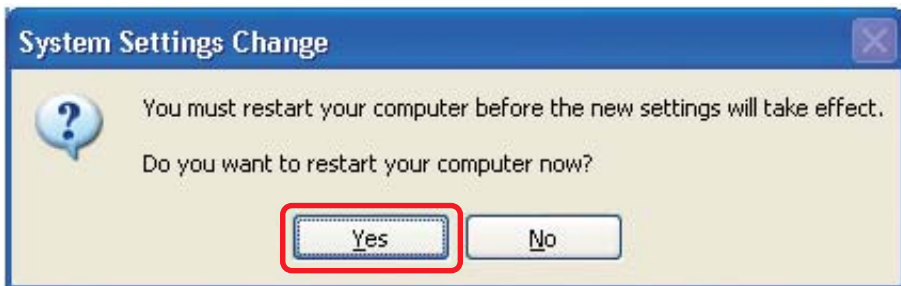 System Settings Change
?
You must restart your computer before the new settings will take effect.
Do you want to restart your computer now?
Yes No